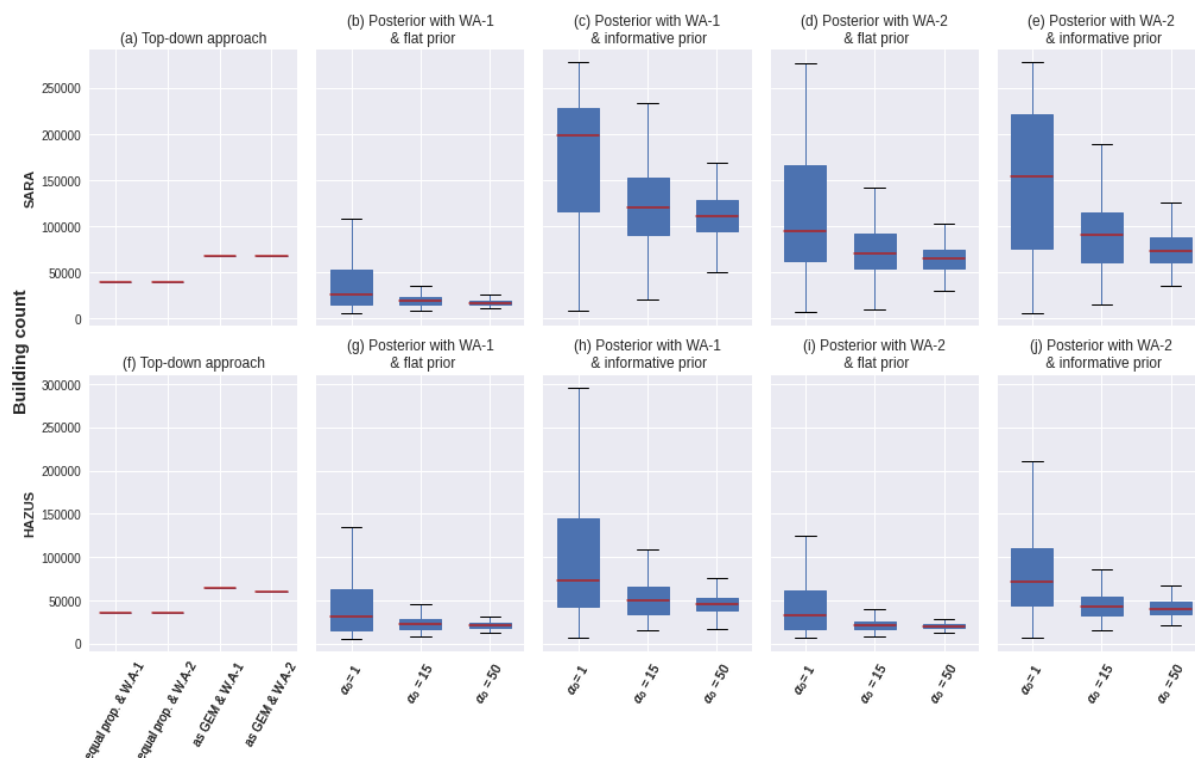 (b) Posterior with WA-1
& flat prior
(c) Posterior with WA-1
& informative prior
(d) Posterior with WA-2
& flat prior
(e) Posterior with WA-2
& informative prior
(a) Top-down approach
250000
200000
150000
100000
50000
0
SARA
Building count
(g) Posterior with WA-1
& flat prior
(h) Posterior with WA-1
& informative prior
(i) Posterior with WA-2
& flat prior
(j) Posterior with WA-2
& informative prior
(f) Top-down approach
300000
250000
200000
150000
100000
50000
0
HAZUS
equal prop. & W.A-1
equal prop. & W.A-2
as GEM & W.A-1
as GEM & W.A-2
α₀ = 1
α₀ = 15
α₀ = 50
α₀ = 1
α₀ = 15
α₀ = 50
α₀ = 1
α₀ = 15
α₀ = 50
α₀ = 1
α₀ = 15
α₀ = 50